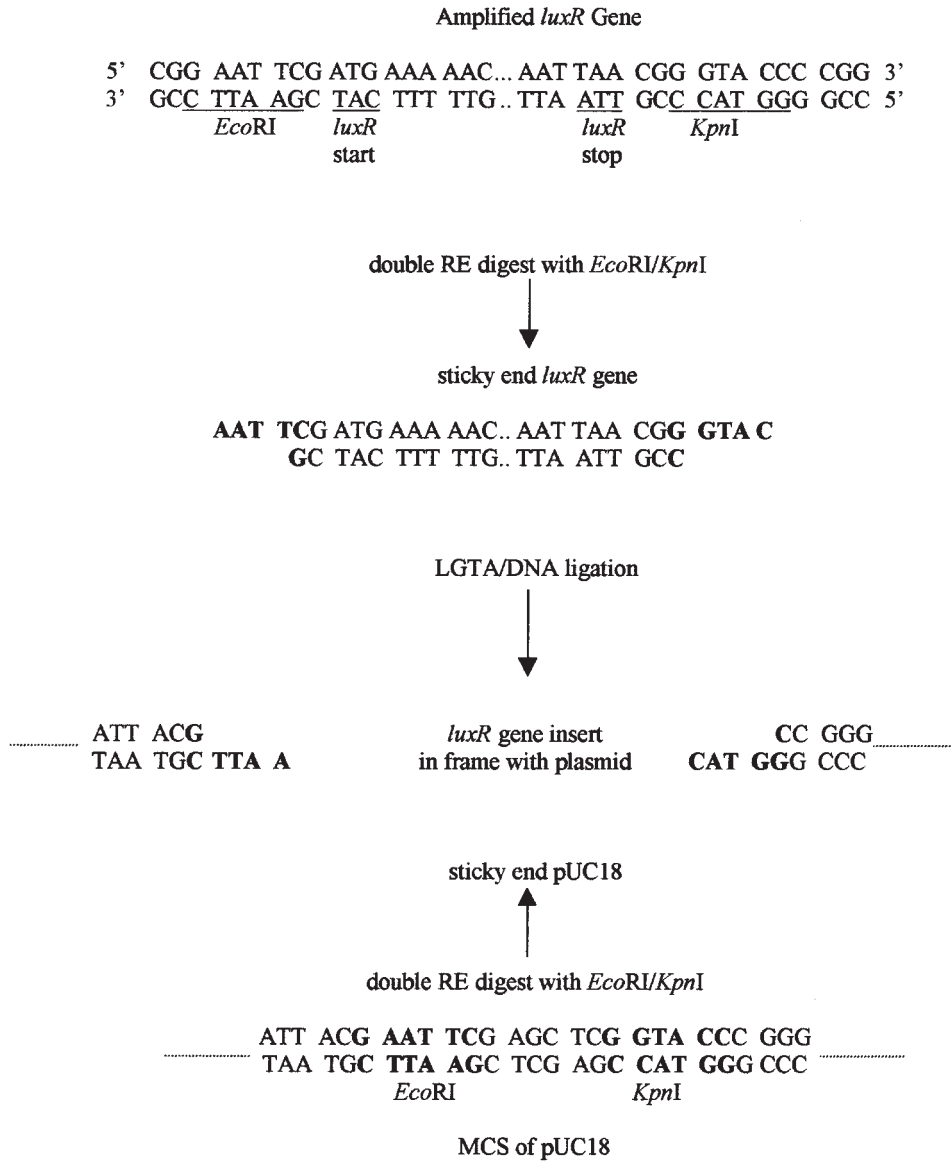 Amplified luxR Gene
5' CGG AAT TCG ATG AAA AAC... AAT TAA CGG GTA CCC CGG 3'
3' GCC TTA AGC TAC TTT TTG.. TTA ATT GCC CAT GGG GCC 5'
EcoRI luxR luxR KpnI
start stop
double RE digest with EcoRI/KpnI
sticky end luxR gene
AAT TCG ATG AAA AAC.. AAT TAA CGG GTA C
GC TAC TTT TTG.. TTA ATT GCC
LGTA/DNA ligation
ATT ACG luxR gene insert CC GGG
TAA TGC TTA A in frame with plasmid CAT GGG CCC
sticky end pUC18
double RE digest with EcoRI/KpnI
ATT ACG AAT TCG AGC TCG GTA CCC GGG
TAA TGC TTA AGC TCG AGC CAT GGG CCC
EcoRI KpnI
MCS of pUC18